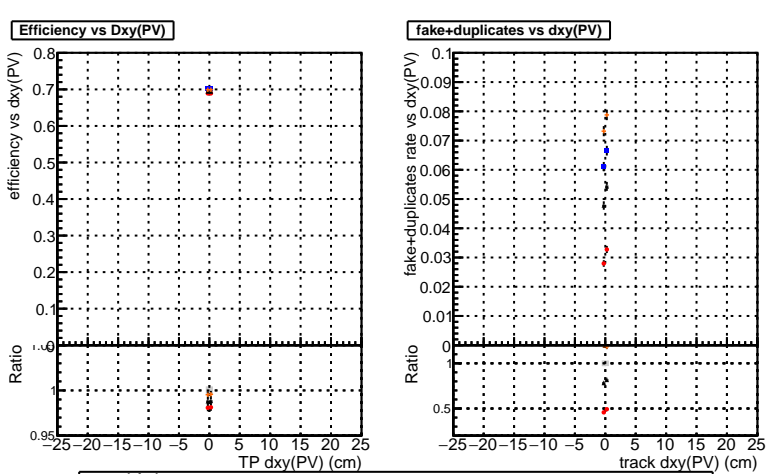 Efficiency vs Dxy(PV)
efficiency vs dxy(PV)
0.8
0.7
0.6
0.5
0.4
0.3
0.2
0.1
0
Ratio
1
0.95
−25 −20 −15 −10 −5 0 5 10 15 20 25
TP dxy(PV) (cm)
fake+duplicates vs dxy(PV)
fake+duplicates rate vs dxy(PV)
0.1
0.09
0.08
0.07
0.06
0.05
0.04
0.03
0.02
0.01
0
Ratio
1
0.5
−25 −20 −15 −10 −5 0 5 10 15 20 25
track dxy(PV) (cm)